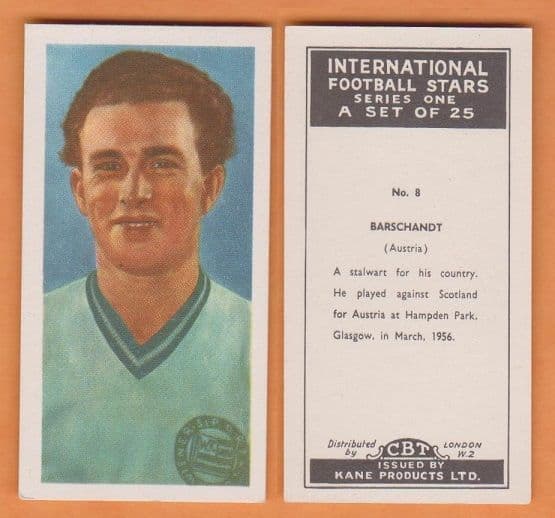 WIENER SPORT
INTERNATIONAL
FOOTBALL STARS
SERIES ONE
A SET OF 25
No. 8
BARSCHANDT
(Austria)
A stalwart for his country.
He played against Scotland
for Austria at Hampden Park,
Glasgow, in March, 1956.
Distributed by CBT LONDON W.2
ISSUED BY
KANE PRODUCTS LTD.